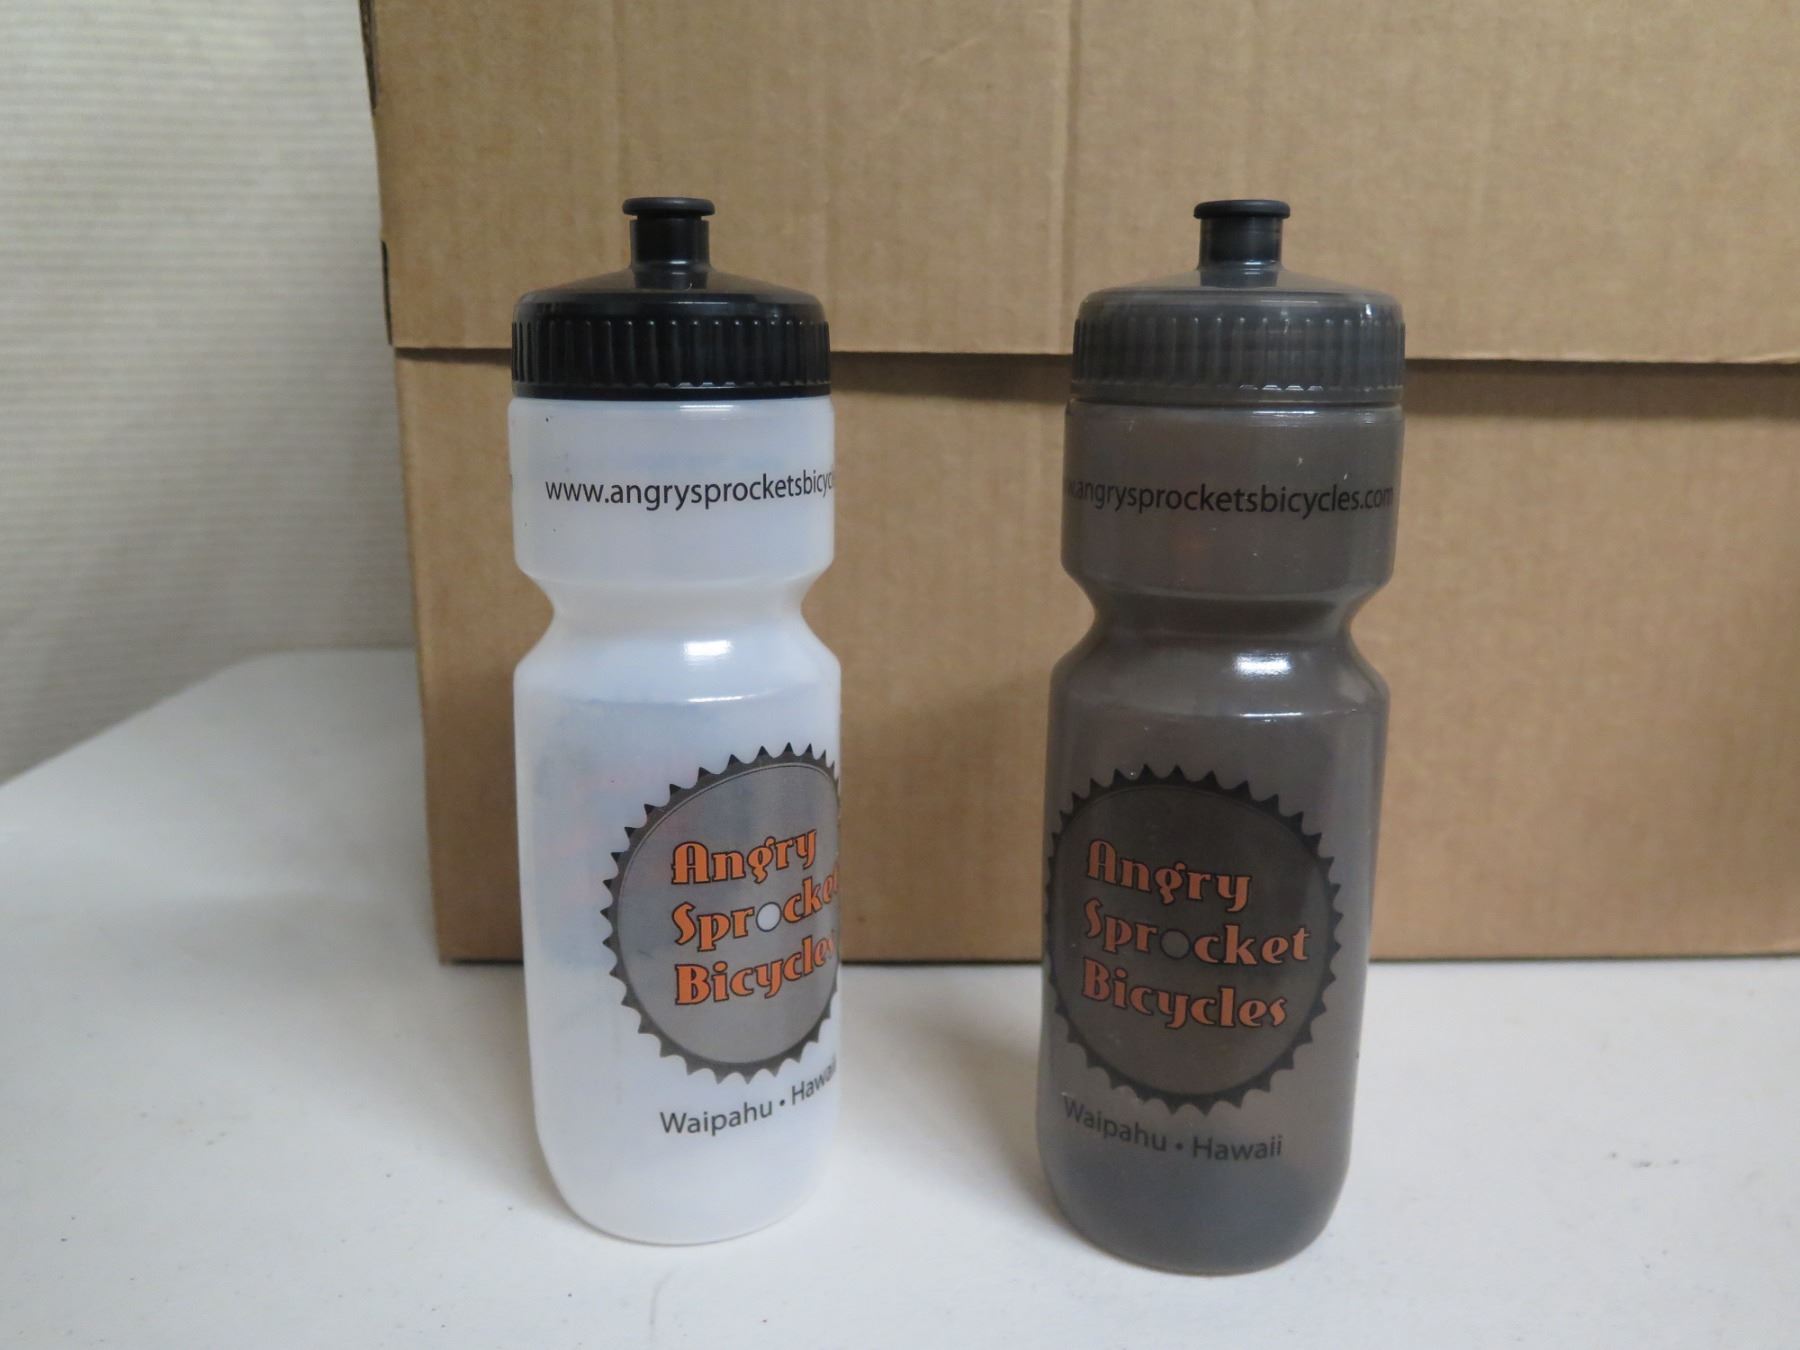 www.angrysprocketsbicyc
Angry
Sprocket
Bicycles
Waipahu • Hawaii
.angrysprocketsbicycles.com
Angry
Sprocket
Bicycles
Waipahu • Hawaii